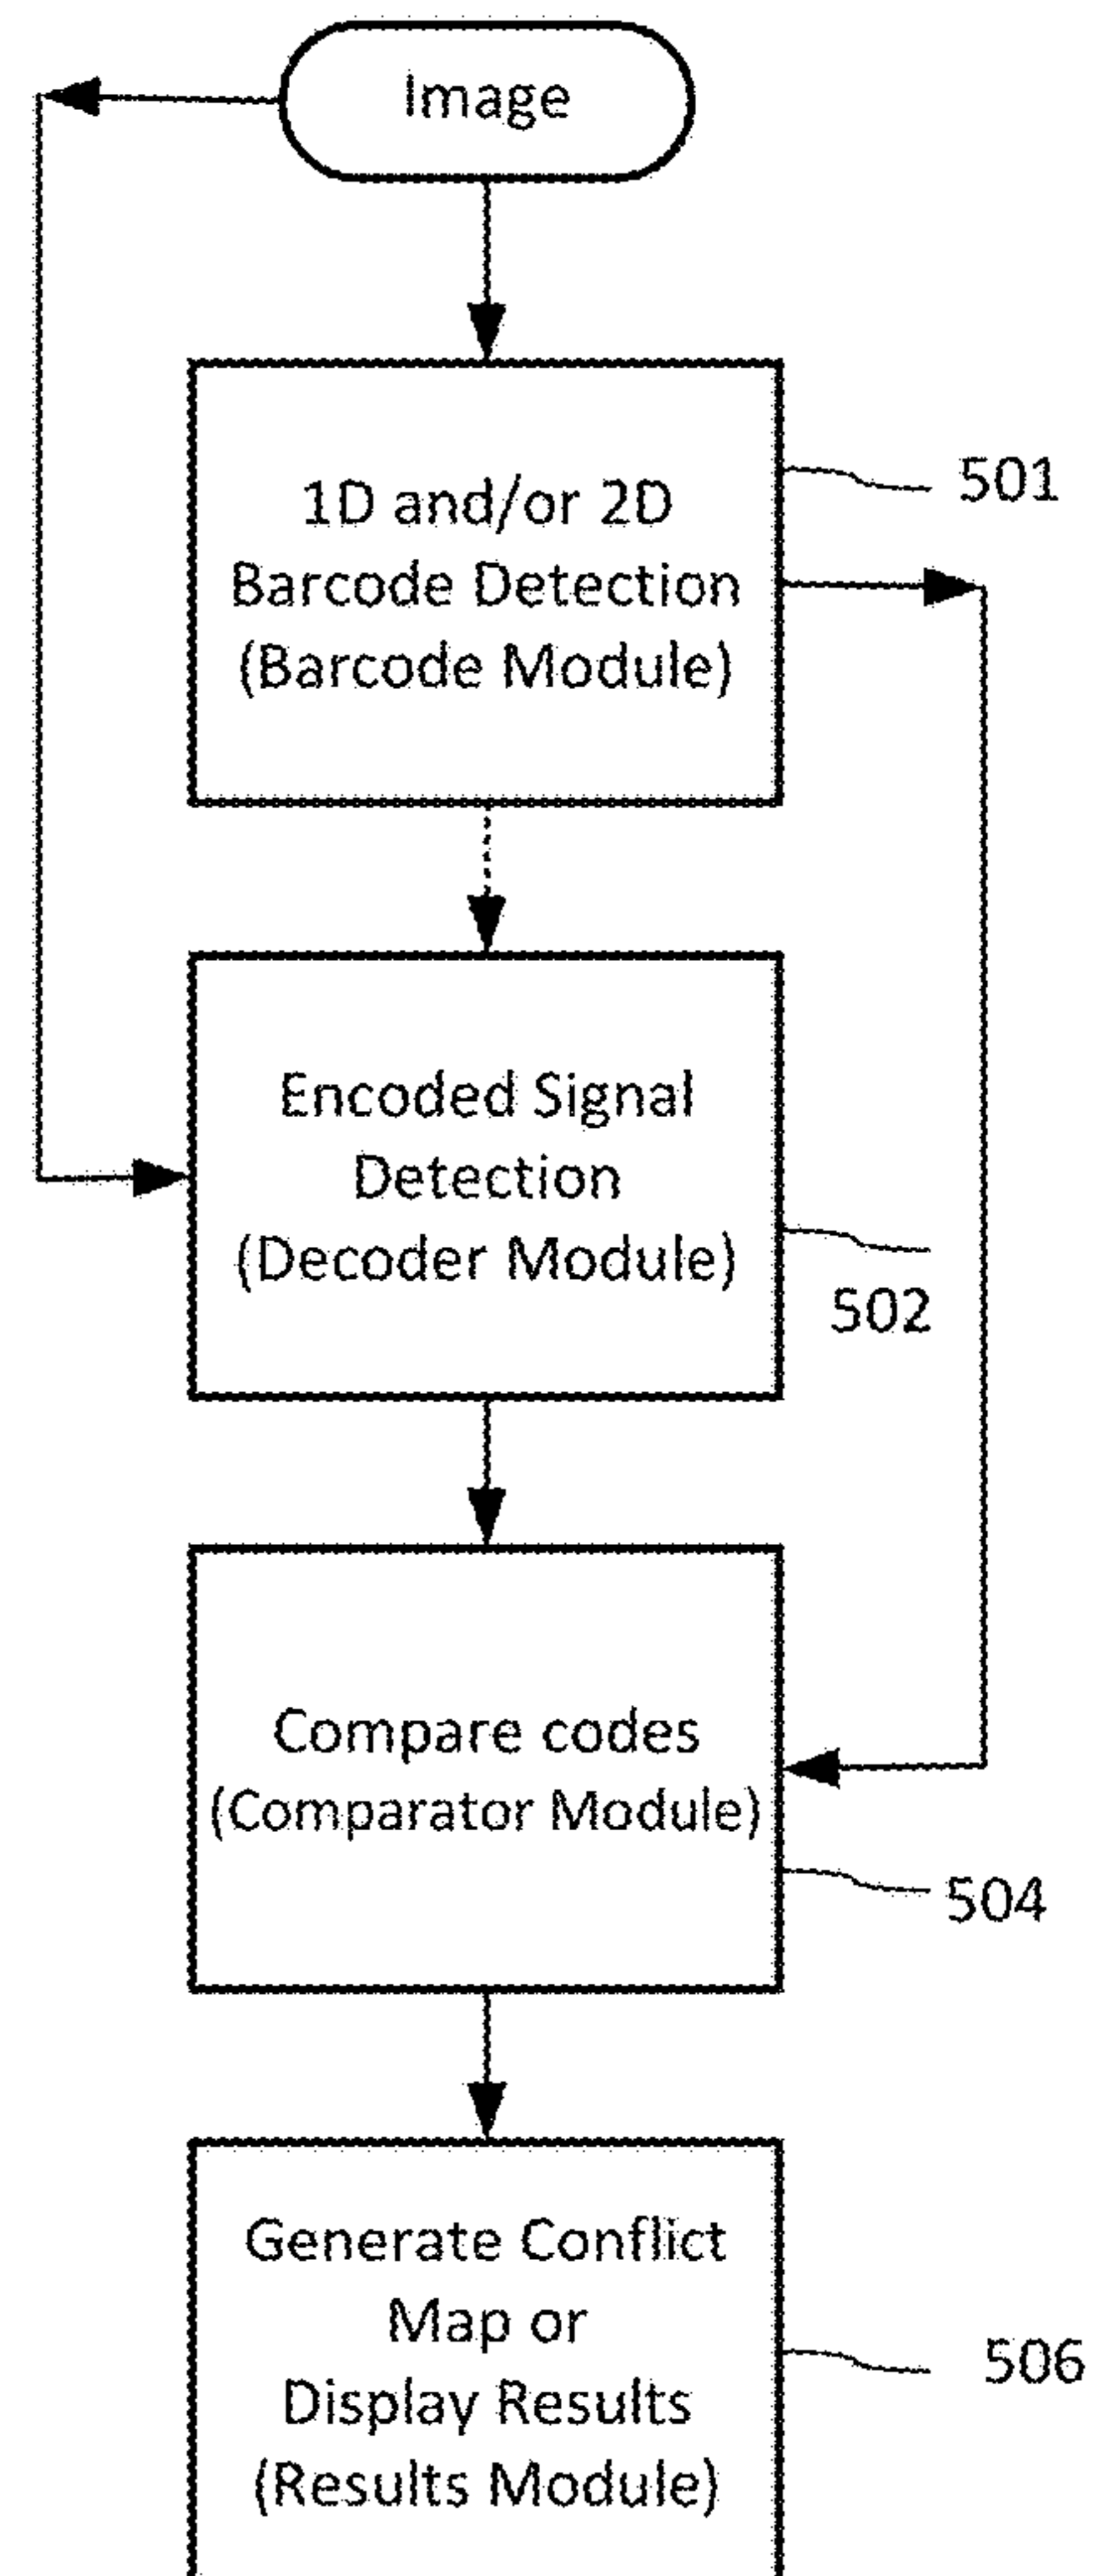 Image
1D and/or 2D
Barcode Detection
(Barcode Module)
501
Encoded Signal
Detection
(Decoder Module)
502
Compare codes
(Comparator Module)
504
Generate Conflict
Map or
Display Results
(Results Module)
506